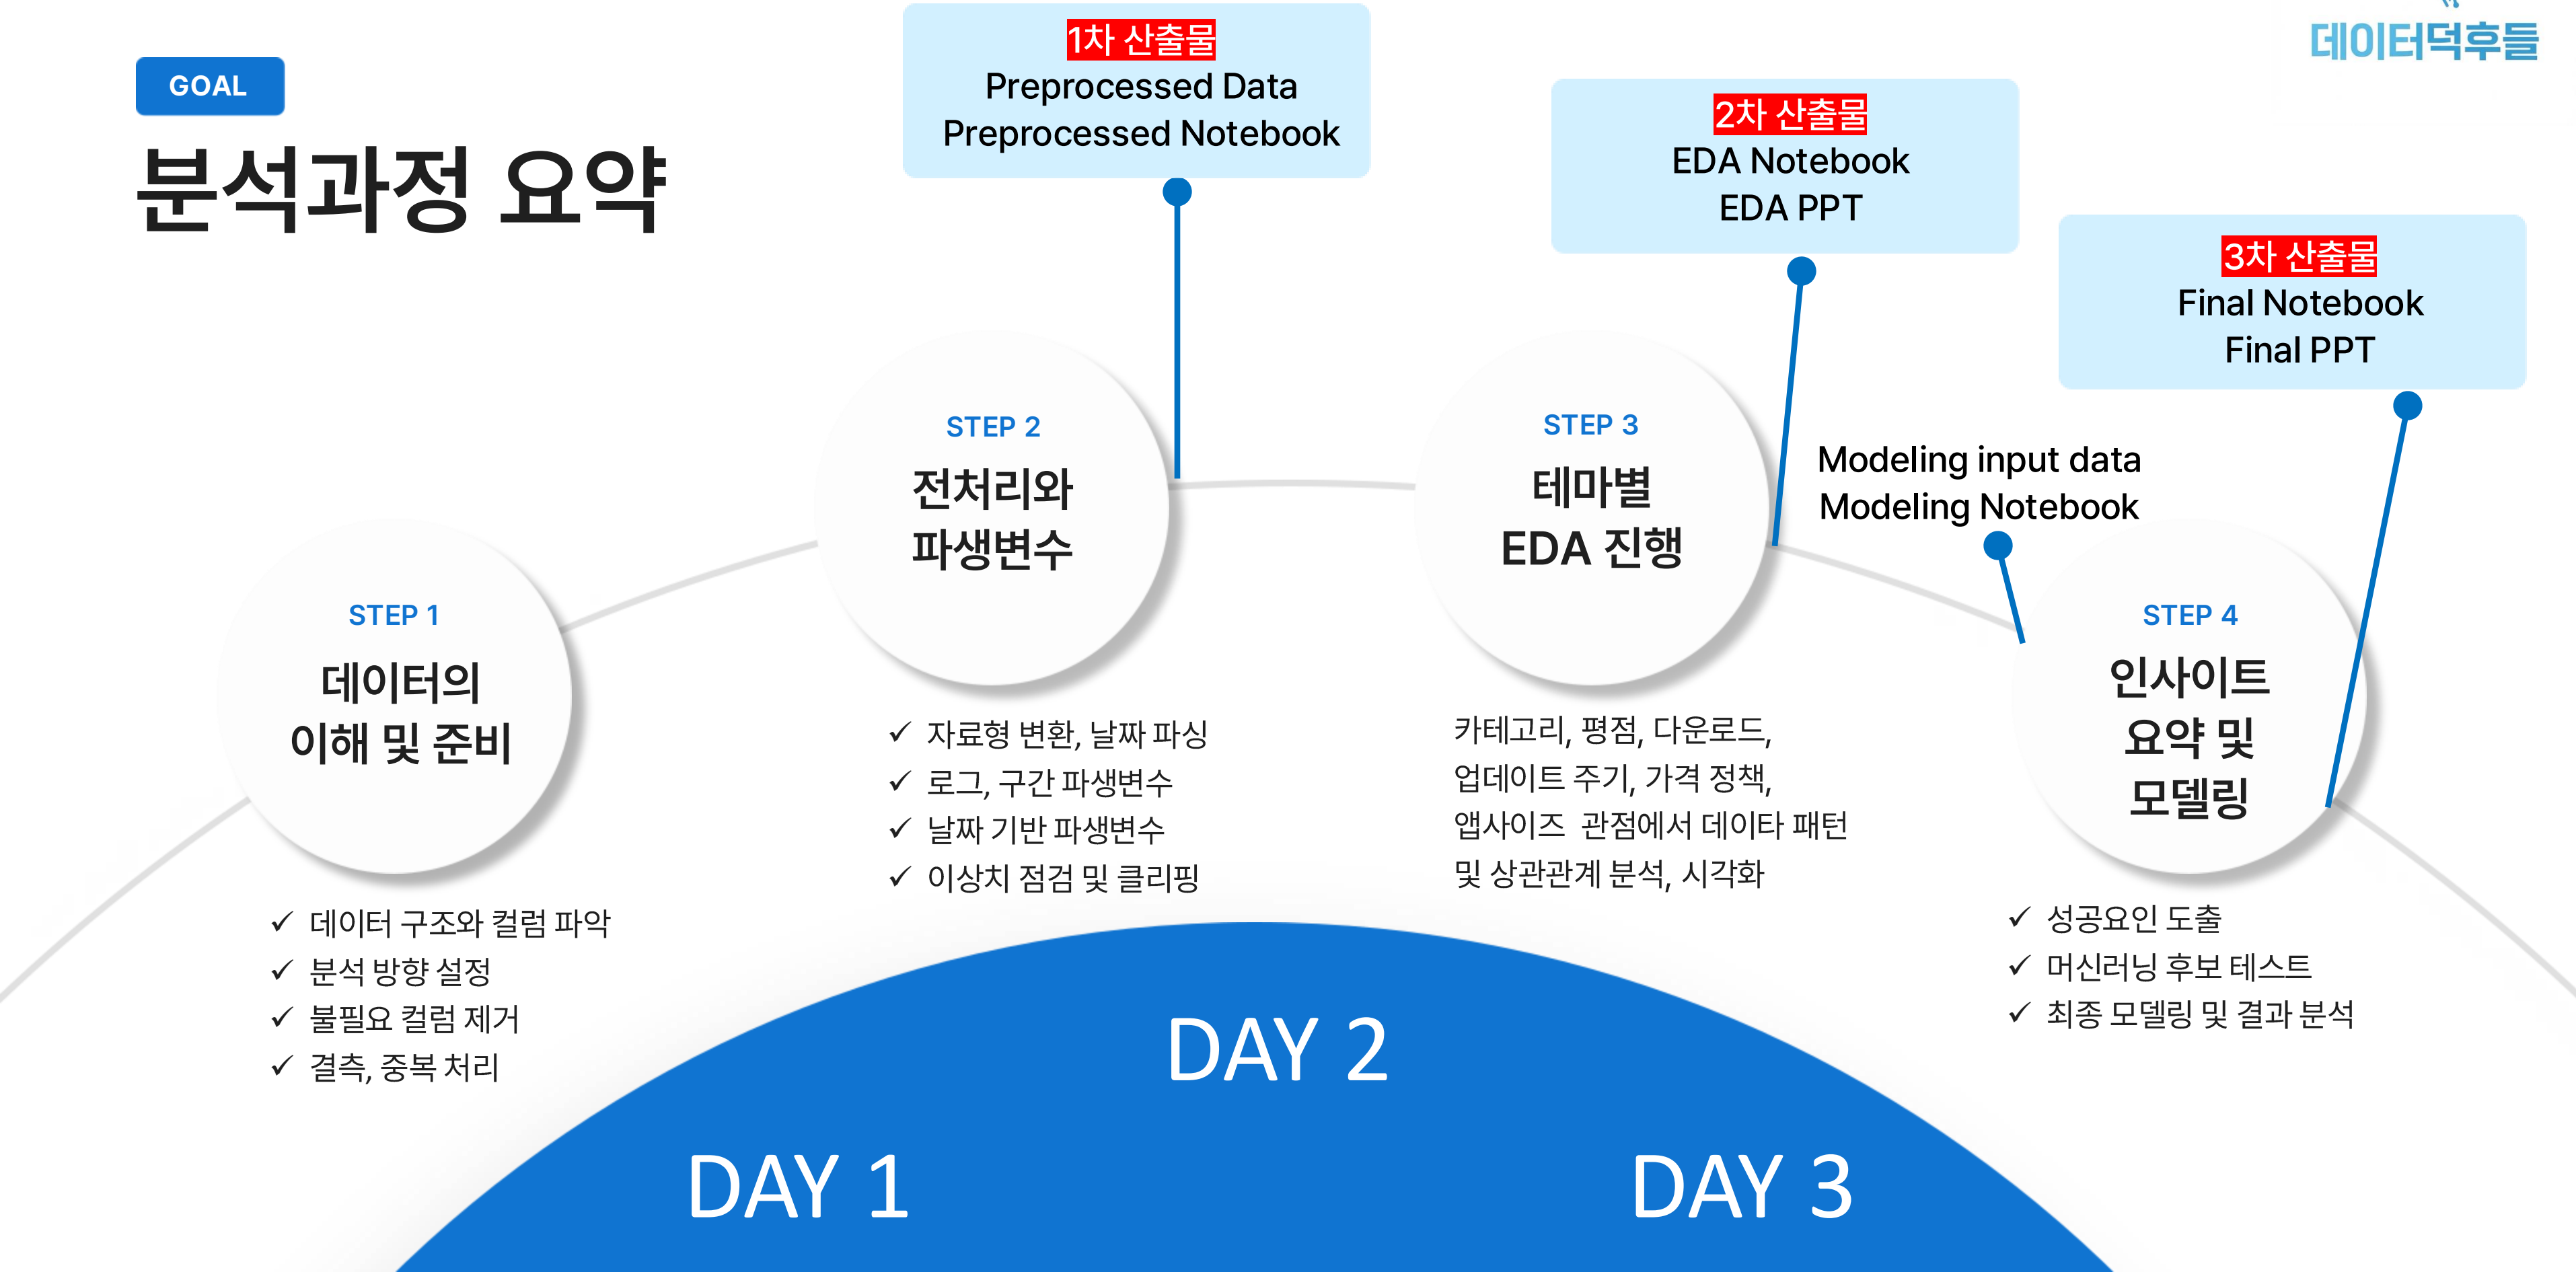 데이터덕후들
GOAL
분석과정 요약
1차 산출물
Preprocessed Data
Preprocessed Notebook
2차 산출물
EDA Notebook
EDA PPT
3차 산출물
Final Notebook
Final PPT
STEP 1
데이터의
이해 및 준비
데이터 구조와 컬럼 파악
분석 방향 설정
불필요 컬럼 제거
결측, 중복 처리
STEP 2
전처리와
파생변수
자료형 변환, 날짜 파싱
로그, 구간 파생변수
날짜 기반 파생변수
이상치 점검 및 클리핑
STEP 3
테마별
EDA 진행
카테고리, 평점, 다운로드,
업데이트 주기, 가격 정책,
앱사이즈 관점에서 데이타 패턴
및 상관관계 분석, 시각화
Modeling input data
Modeling Notebook
STEP 4
인사이트
요약 및
모델링
성공요인 도출
머신러닝 후보 테스트
최종 모델링 및 결과 분석
DAY 1
DAY 2
DAY 3